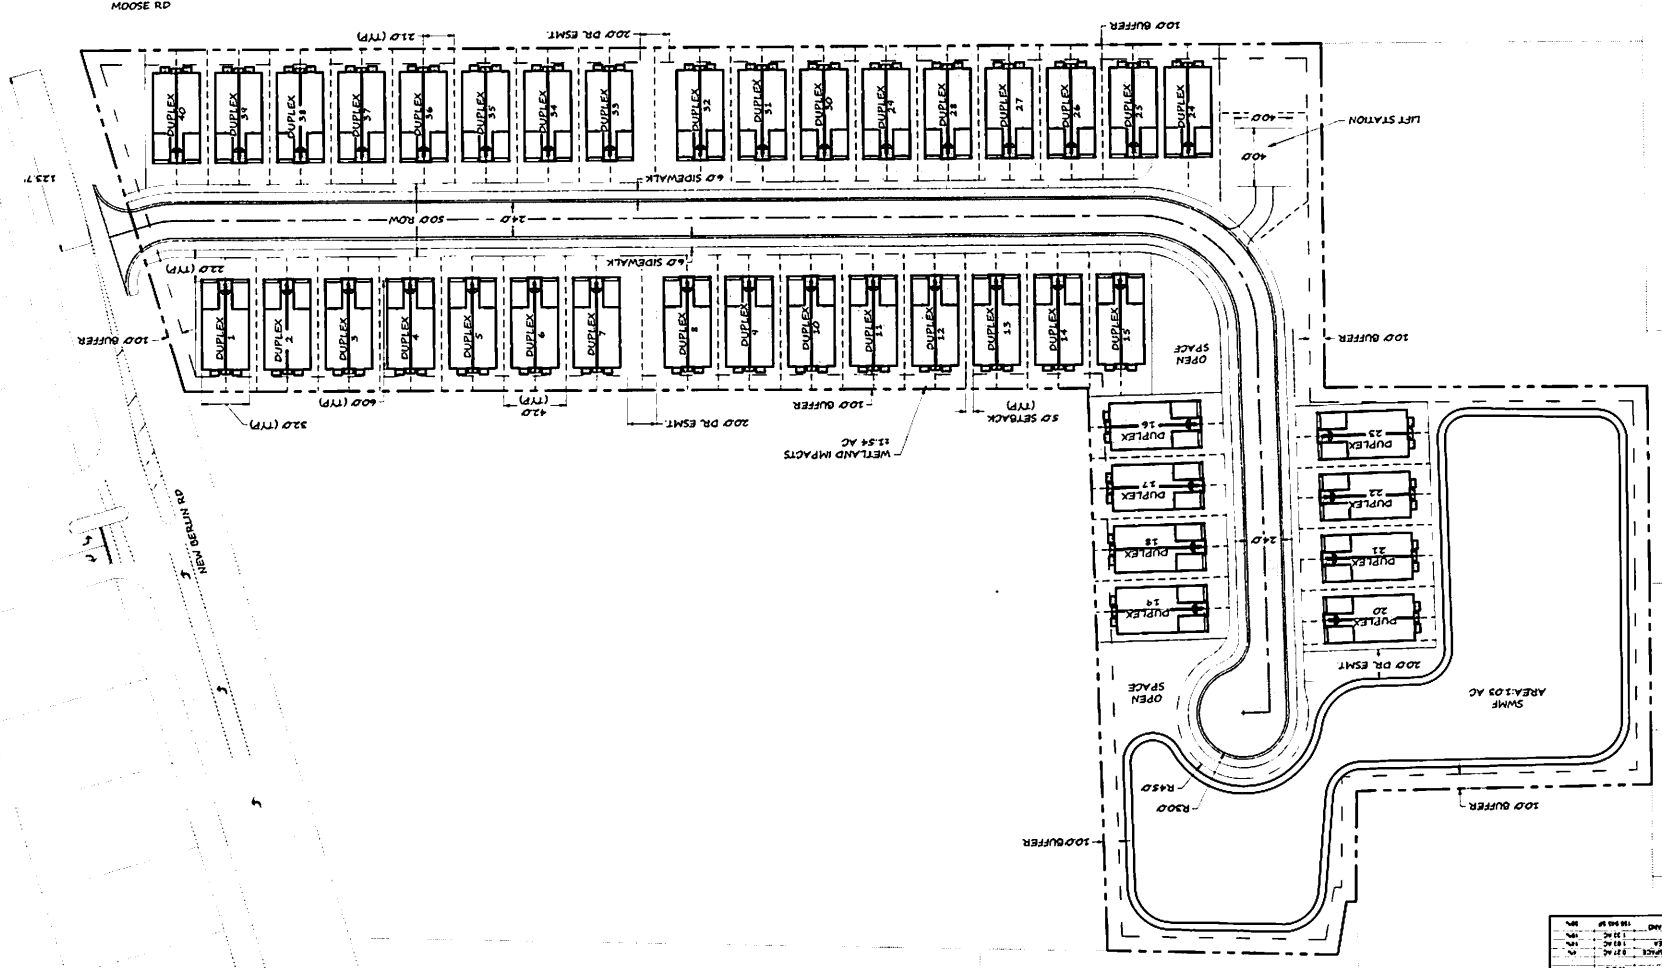 MOOSE RD
21.0 (TYP)
20.0 DR. ESMT.
10.0 BUFFER
DUPLEX
40
DUPLEX
39
DUPLEX
38
DUPLEX
37
DUPLEX
36
DUPLEX
35
DUPLEX
34
DUPLEX
33
DUPLEX
32
DUPLEX
31
DUPLEX
30
DUPLEX
29
DUPLEX
28
DUPLEX
27
DUPLEX
26
DUPLEX
25
DUPLEX
24
40.0
LIFT STATION
40.0
123.7'
6.0 SIDEWALK
50.0 ROW
24.0
6.0 SIDEWALK
22.0 (TYP)
DUPLEX
1
DUPLEX
2
DUPLEX
3
DUPLEX
4
DUPLEX
5
DUPLEX
6
DUPLEX
7
DUPLEX
8
DUPLEX
9
DUPLEX
10
DUPLEX
11
DUPLEX
12
DUPLEX
13
DUPLEX
14
DUPLEX
15
OPEN
SPACE
10.0 BUFFER
10.0 BUFFER
32.0 (TYP)
60.0 (TYP)
42.0
(TYP)
20.0 DR. ESMT.
10.0 BUFFER
5.0 SETBACK
(TYP)
WETLAND IMPACTS
±1.54 AC
DUPLEX
16
DUPLEX
17
DUPLEX
18
DUPLEX
19
DUPLEX
23
DUPLEX
22
DUPLEX
21
DUPLEX
20
24.0
NEW BERLIN RD
20.0 DR. ESMT.
OPEN
SPACE
SWMF
AREA:1.03 AC
R45.0
R50.0
10.0 BUFFER
10.0 BUFFER